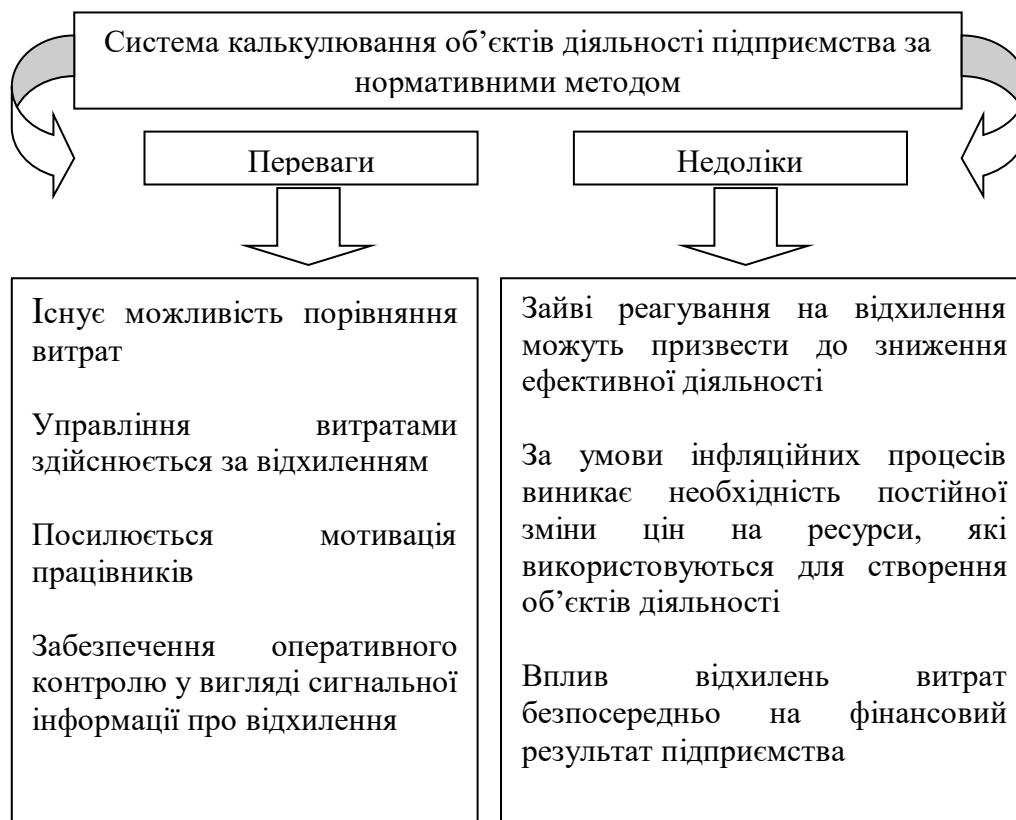 Система калькулювання об’єктів діяльності підприємства за
нормативними методом
Переваги
Недоліки
Існує можливість порівняння
витрат
Управління витратами
здійснюється за відхиленням
Посилюється мотивація
працівників
Забезпечення оперативного
контролю у вигляді сигнальної
інформації про відхилення
Зайві реагування на відхилення
можуть призвести до зниження
ефективної діяльності
За умови інфляційних процесів
виникає необхідність постійної
зміни цін на ресурси, які
використовуються для створення
об’єктів діяльності
Вплив відхилень витрат
безпосередньо на фінансовий
результат підприємства